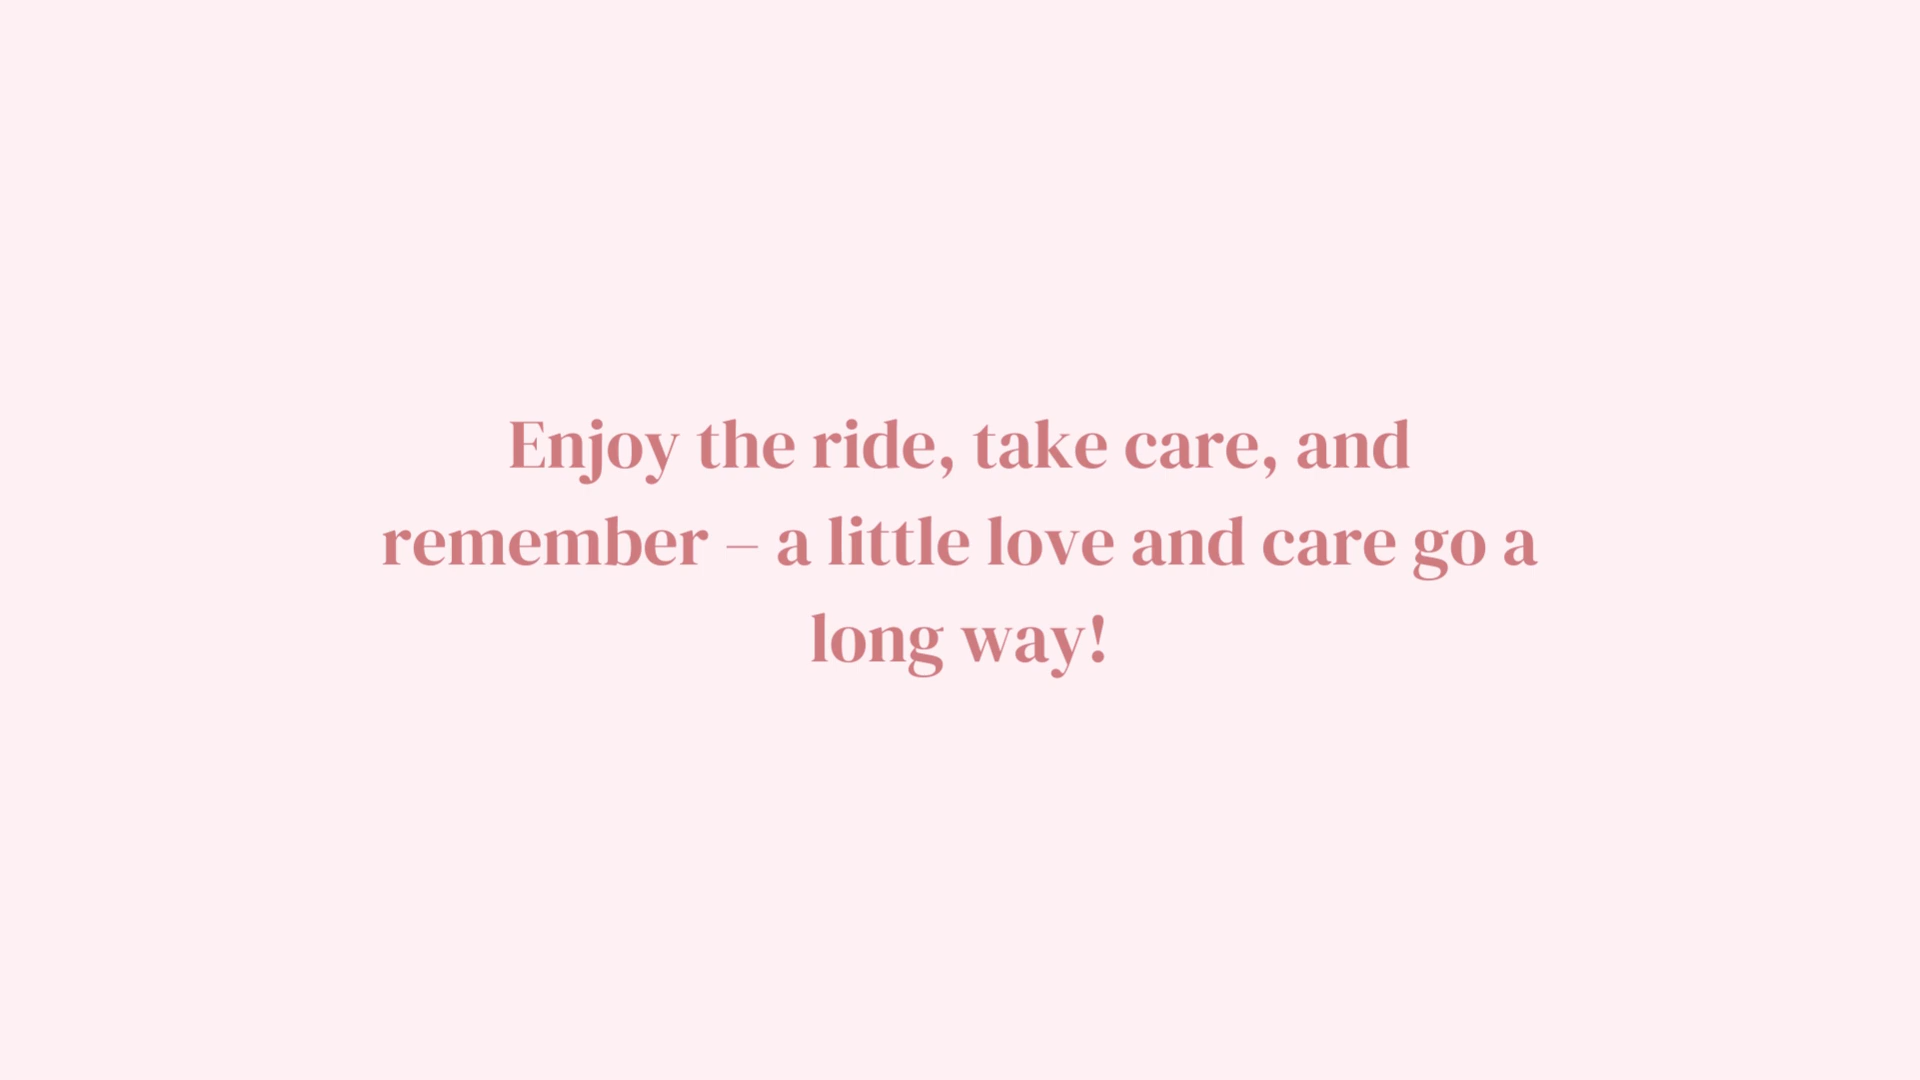 Enjoy the ride, take care, and
remember – a little love and care go a
long way!